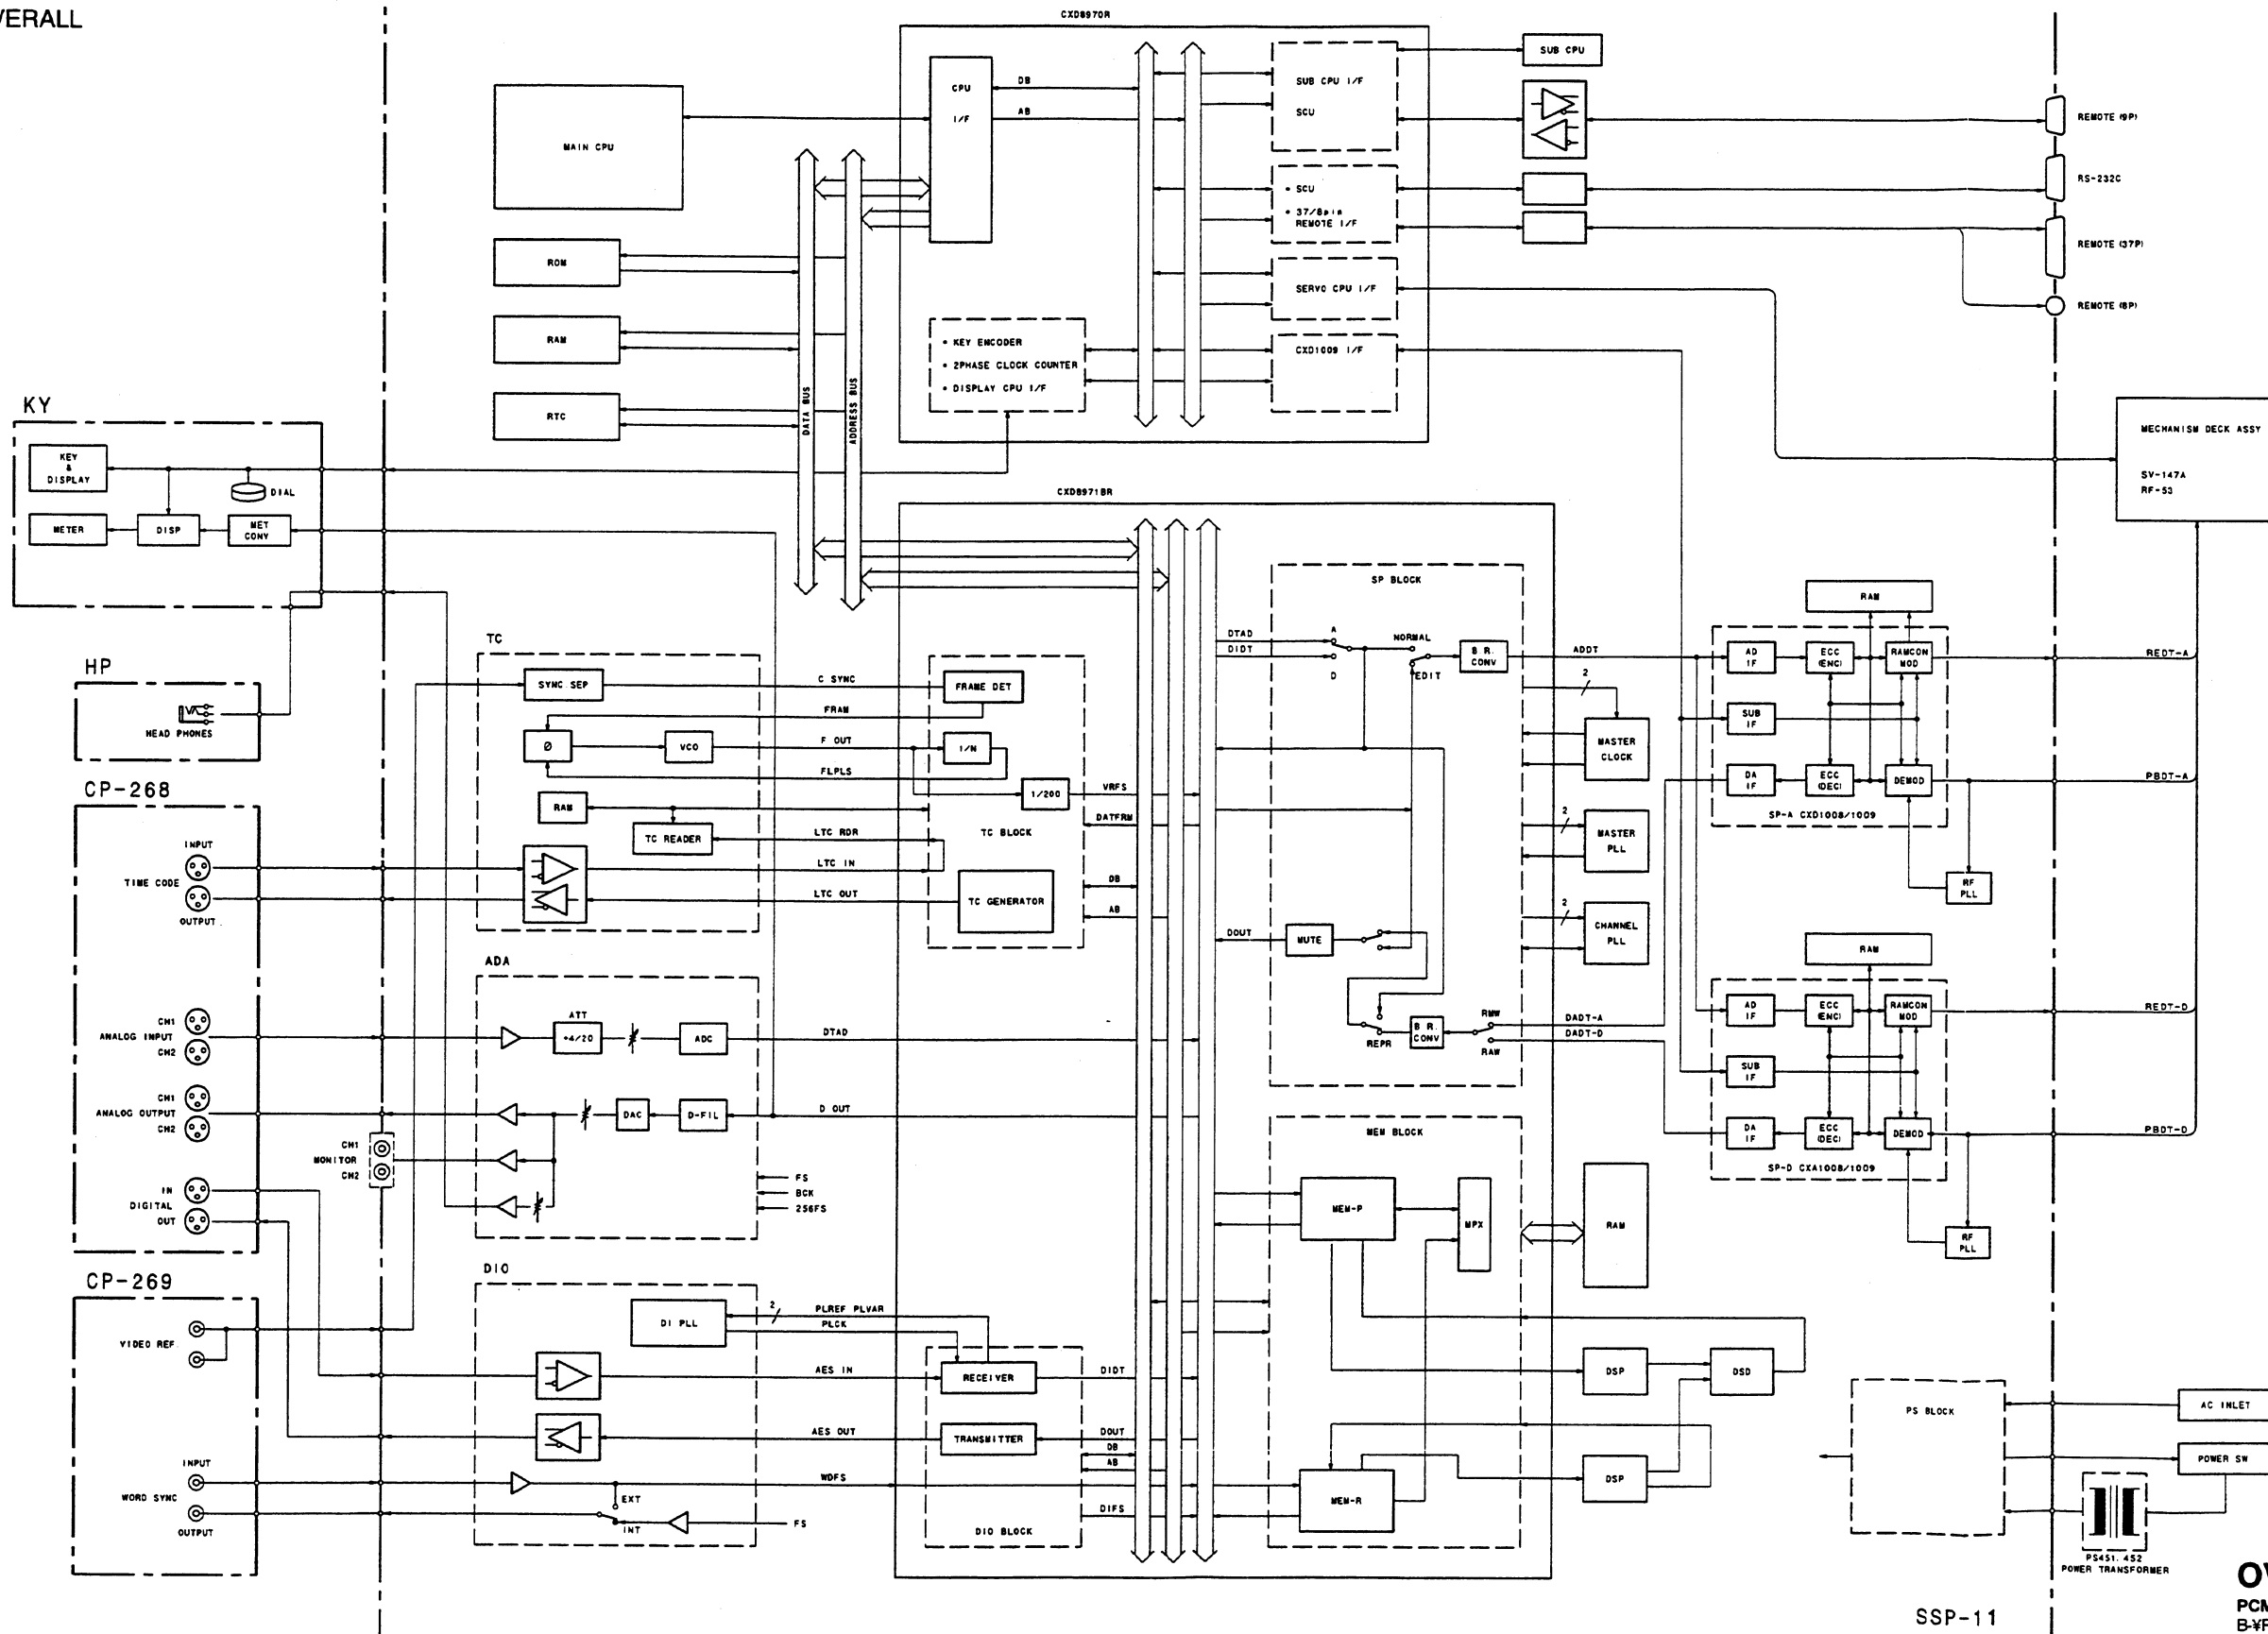 VERALL
CXD8970R
MAIN CPU
CPU
I/F
DB
AB
SUB CPU I/F
SCU
SUB CPU
REMOTE (9P)
• SCU
• 37/8pin
REMOTE I/F
RS-232C
REMOTE (37P)
REMOTE (8P)
ROM
RAM
RTC
DATA BUS
ADDRESS BUS
SERVO CPU I/F
CXD1009 I/F
• KEY ENCODER
• 2PHASE CLOCK COUNTER
• DISPLAY CPU I/F
MECHANISM DECK ASSY
SV-147A
RF-53
KY
KEY
&
DISPLAY
DIAL
METER
DISP
MET
CONV
HP
HEAD PHONES
CP-268
INPUT
TIME CODE
OUTPUT
CH1
ANALOG INPUT
CH2
CH1
ANALOG OUTPUT
CH2
IN
DIGITAL
OUT
CH1
MONITOR
CH2
CP-269
VIDEO REF
INPUT
WORD SYNC
OUTPUT
TC
SYNC SEP
C SYNC
FRAM
Ø
VCO
F OUT
FLPLS
RAM
TC READER
LTC RDR
LTC IN
LTC OUT
ADA
ATT
+4/20
ADC
DTAD
DAC
D-FIL
D OUT
FS
BCK
256FS
DIO
DI PLL
2
PLREF PLVAR
PLCK
AES IN
AES OUT
WDFS
EXT
INT
FS
CXD8971BR
FRAME DET
1/N
1/200
VRFS
DATFRM
TC BLOCK
DB
AB
TC GENERATOR
RECEIVER
DIDT
TRANSMITTER
DOUT
DB
AB
DIFS
DIO BLOCK
SP BLOCK
DTAD
DIDT
A
D
NORMAL
EDIT
B.R.
CONV
ADDT
2
MASTER
CLOCK
2
MASTER
PLL
2
CHANNEL
PLL
DOUT
MUTE
REPR
B.R.
CONV
RMW
RAW
DADT-A
DADT-D
MEM BLOCK
MEM-P
MPX
RAM
MEM-R
DSP
DSD
DSP
RAM
AD
IF
ECC
(ENC)
RAMCON
MOD
REDT-A
SUB
IF
DA
IF
ECC
(DEC)
DEMOD
PBDT-A
SP-A CXD1008/1009
RF
PLL
RAM
AD
IF
ECC
(ENC)
RAMCON
MOD
REDT-D
SUB
IF
DA
IF
ECC
(DEC)
DEMOD
PBDT-D
SP-D CXA1008/1009
RF
PLL
PS BLOCK
AC INLET
POWER SW
PS451.452
POWER TRANSFORMER
SSP-11
OV
PCM